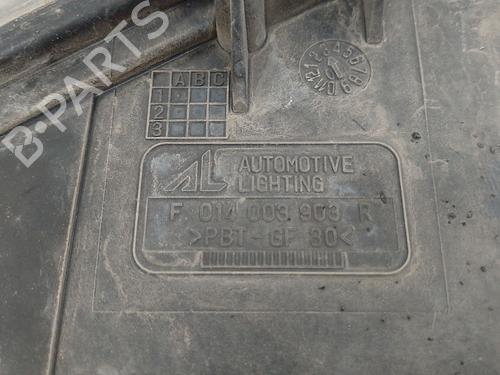 B-PARTS
A B C
1
2
3
AL AUTOMOTIVE
LIGHTING
F 014 003 903 R
>PBT-GF 30<